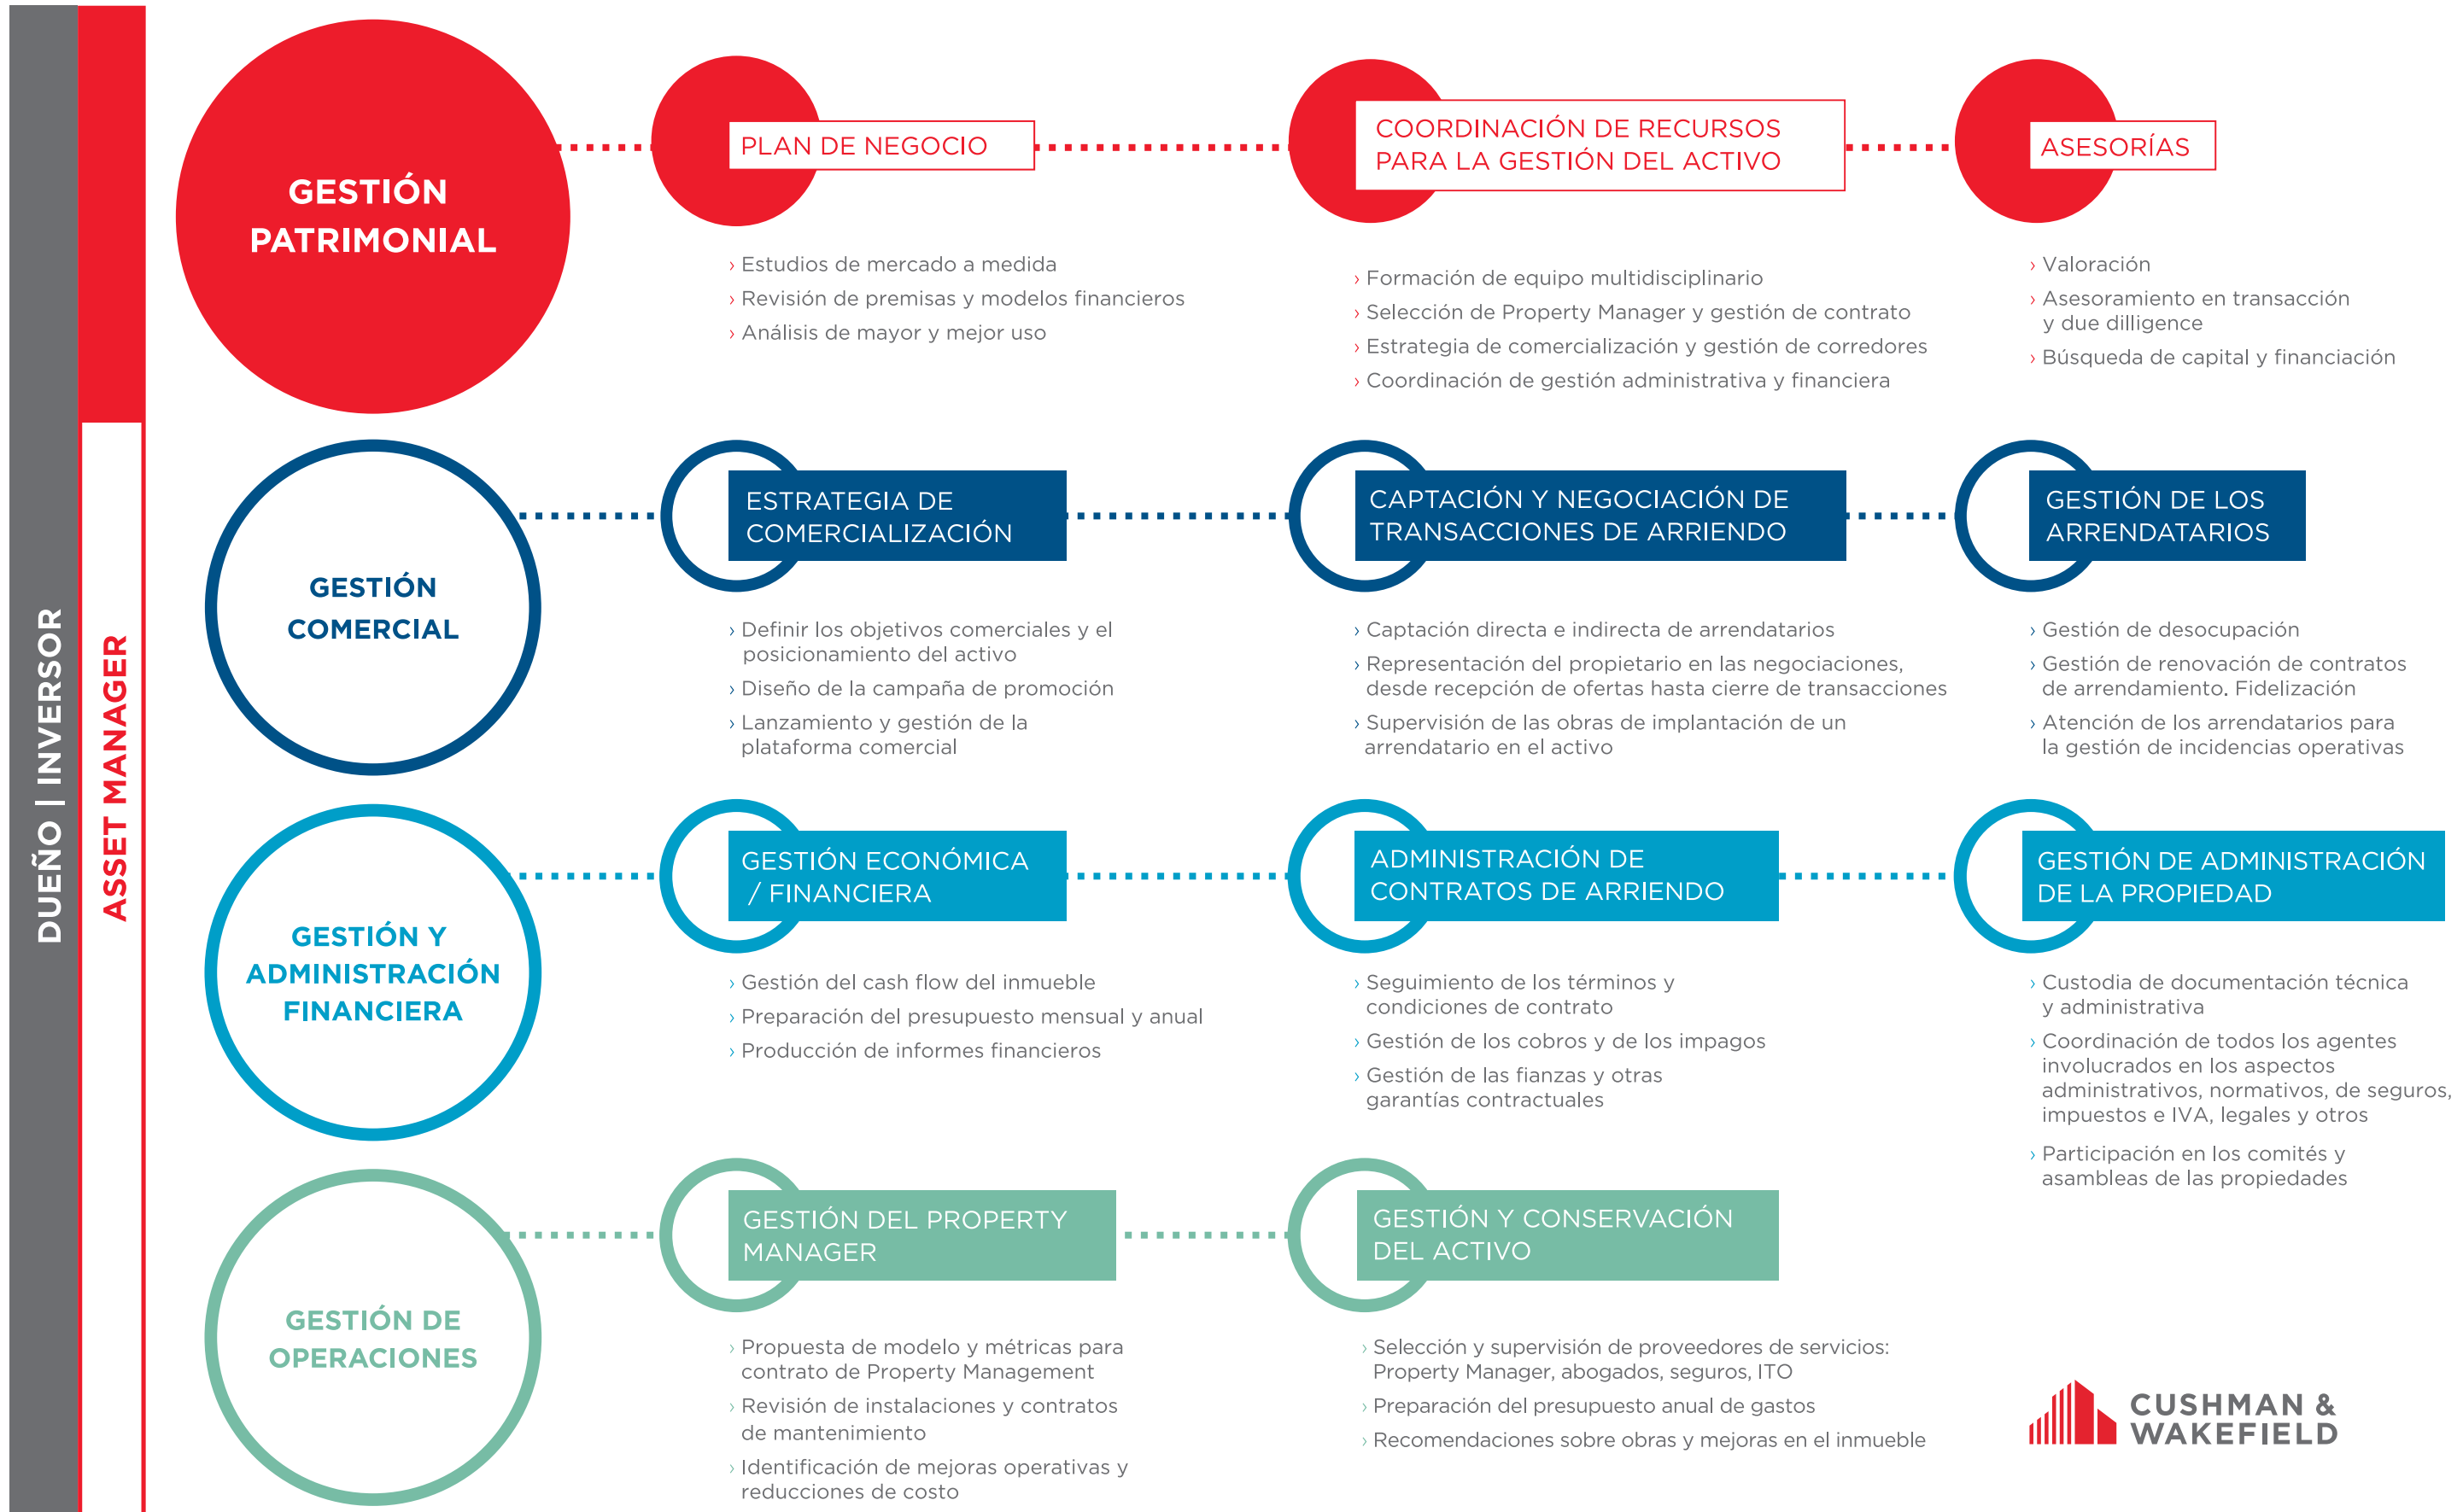 DUEÑO | INVERSOR
ASSET MANAGER
GESTIÓN
PATRIMONIAL
PLAN DE NEGOCIO
› Estudios de mercado a medida
› Revisión de premisas y modelos financieros
› Análisis de mayor y mejor uso
COORDINACIÓN DE RECURSOS
PARA LA GESTIÓN DEL ACTIVO
› Formación de equipo multidisciplinario
› Selección de Property Manager y gestión de contrato
› Estrategia de comercialización y gestión de corredores
› Coordinación de gestión administrativa y financiera
ASESORÍAS
› Valoración
› Asesoramiento en transacción
y due dilligence
› Búsqueda de capital y financiación
GESTIÓN
COMERCIAL
ESTRATEGIA DE
COMERCIALIZACIÓN
› Definir los objetivos comerciales y el
posicionamiento del activo
› Diseño de la campaña de promoción
› Lanzamiento y gestión de la
plataforma comercial
CAPTACIÓN Y NEGOCIACIÓN DE
TRANSACCIONES DE ARRIENDO
› Captación directa e indirecta de arrendatarios
› Representación del propietario en las negociaciones,
desde recepción de ofertas hasta cierre de transacciones
› Supervisión de las obras de implantación de un
arrendatario en el activo
GESTIÓN DE LOS
ARRENDATARIOS
› Gestión de desocupación
› Gestión de renovación de contratos
de arrendamiento. Fidelización
› Atención de los arrendatarios para
la gestión de incidencias operativas
GESTIÓN Y
ADMINISTRACIÓN
FINANCIERA
GESTIÓN ECONÓMICA
/ FINANCIERA
› Gestión del cash flow del inmueble
› Preparación del presupuesto mensual y anual
› Producción de informes financieros
ADMINISTRACIÓN DE
CONTRATOS DE ARRIENDO
› Seguimiento de los términos y
condiciones de contrato
› Gestión de los cobros y de los impagos
› Gestión de las fianzas y otras
garantías contractuales
GESTIÓN DE ADMINISTRACIÓN
DE LA PROPIEDAD
› Custodia de documentación técnica
y administrativa
› Coordinación de todos los agentes
involucrados en los aspectos
administrativos, normativos, de seguros,
impuestos e IVA, legales y otros
› Participación en los comités y
asambleas de las propiedades
GESTIÓN DE
OPERACIONES
GESTIÓN DEL PROPERTY
MANAGER
› Propuesta de modelo y métricas para
contrato de Property Management
› Revisión de instalaciones y contratos
de mantenimiento
› Identificación de mejoras operativas y
reducciones de costo
GESTIÓN Y CONSERVACIÓN
DEL ACTIVO
› Selección y supervisión de proveedores de servicios:
Property Manager, abogados, seguros, ITO
› Preparación del presupuesto anual de gastos
› Recomendaciones sobre obras y mejoras en el inmueble
CUSHMAN &
WAKEFIELD